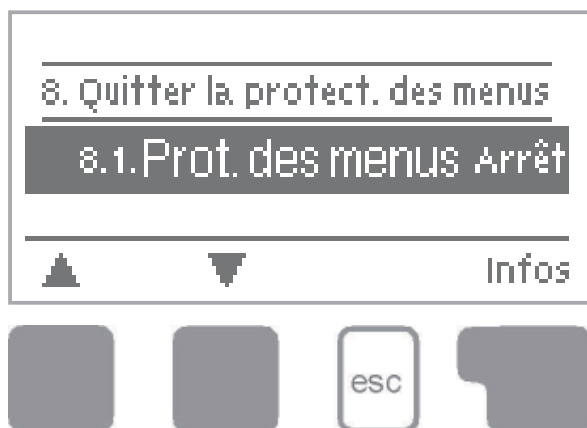 8. Quitter la protect. des menus
8.1. Prot. des menus Arrêt
Infos
esc